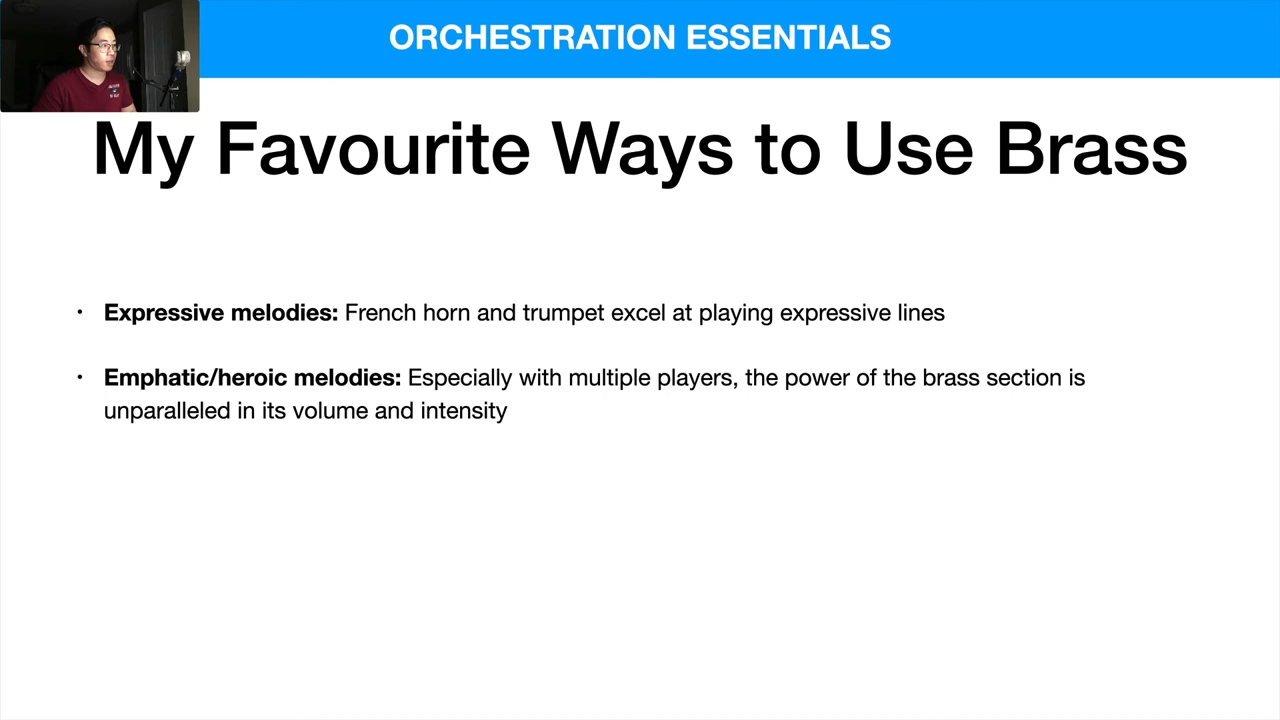 ORCHESTRATION ESSENTIALS
My Favourite Ways to Use Brass
• Expressive melodies: French horn and trumpet excel at playing expressive lines
• Emphatic/heroic melodies: Especially with multiple players, the power of the brass section is
unparalleled in its volume and intensity